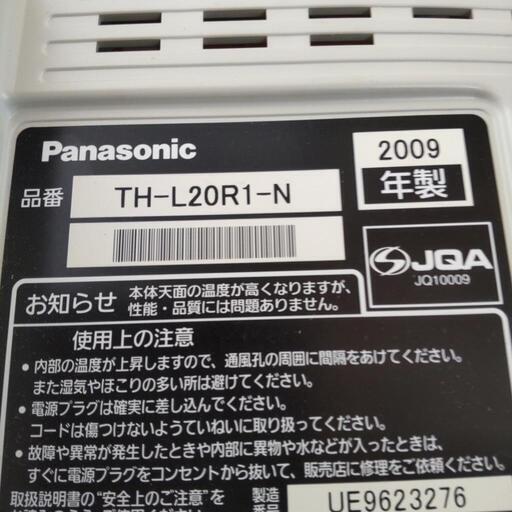 Panasonic
2009
年製
品番 TH-L20R1-N
JQA
JQ10009
お知らせ
本体天面の温度が高くなりますが、
性能・品質には問題ありません。
使用上の注意
• 内部の温度が上昇しますので、通風孔の周囲に間隔をあけてください。
また湿気やほこりの多い所は避けてください。
• 電源プラグは確実に差し込んでください。
コードは傷つけないようていねいに取り扱ってください。
• 故障や異常が発生したときや内部に異物や水などが入ったときは、
すぐに電源プラグをコンセントから抜いて、販売店に修理をご依頼ください。
取扱説明書の"安全上のご注意"を
製造
番号 UE9623276